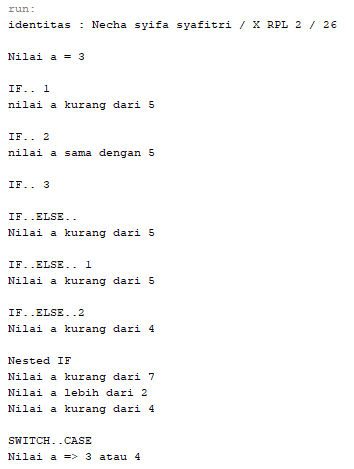 run:
identitas : Necha syifa syafitri / X RPL 2 / 26
Nilai a = 3
IF.. 1
nilai a kurang dari 5
IF.. 2
nilai a sama dengan 5
IF.. 3
IF..ELSE..
Nilai a kurang dari 5
IF..ELSE.. 1
Nilai a kurang dari 5
IF..ELSE..2
Nilai a kurang dari 4
Nested IF
Nilai a kurang dari 7
Nilai a lebih dari 2
Nilai a kurang dari 4
SWITCH..CASE
Nilai a => 3 atau 4